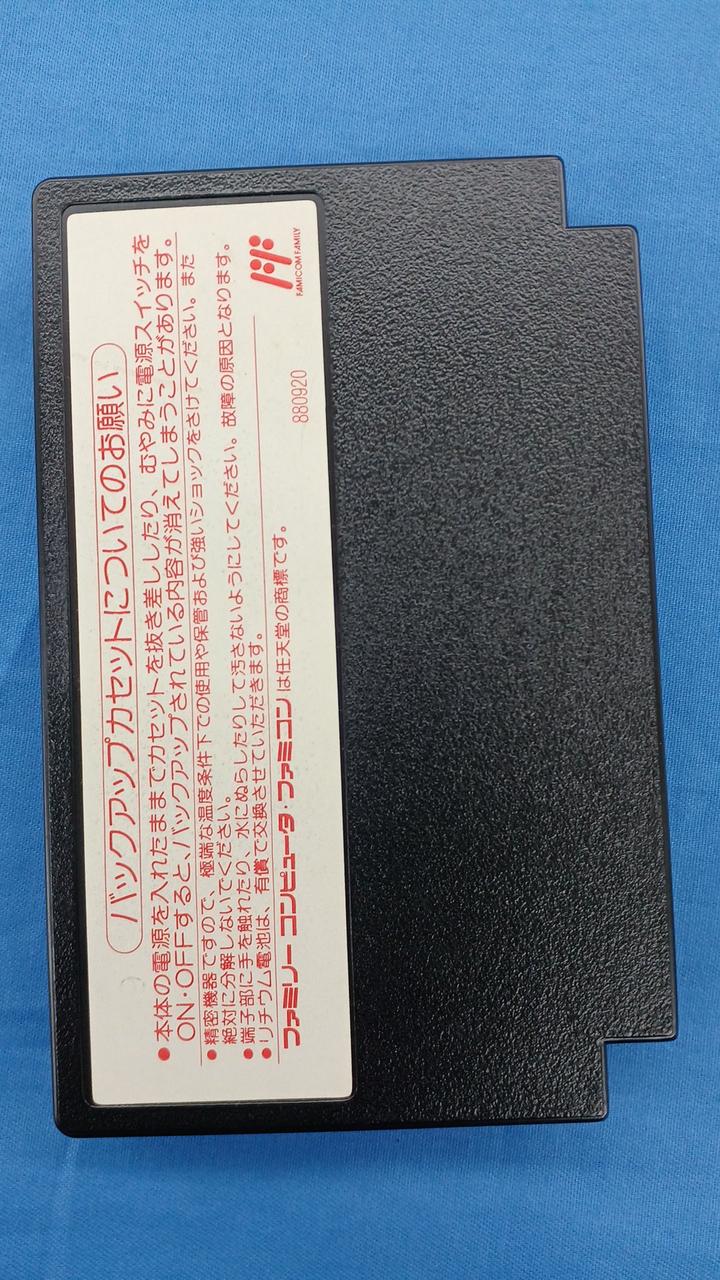 バックアップカセットについてのお願い
●本体の電源を入れたままでカセットを抜き差ししたり、むやみに電源スイッチを
ON・OFFすると、バックアップされている内容が消えてしまうことがあります。
●精密機器ですので、極端な温度条件下での使用や保管および強いショックをさけてください。また
絶対に分解しないでください。
●端子部に手を触れたり、水にぬらしたりして汚さないようにしてください。故障の原因となります。
●リチウム電池は、有償で交換させていただきます。
ファミリーコンピュータ・ファミコンは任天堂の商標です。
880920
FAMICOM FAMILY